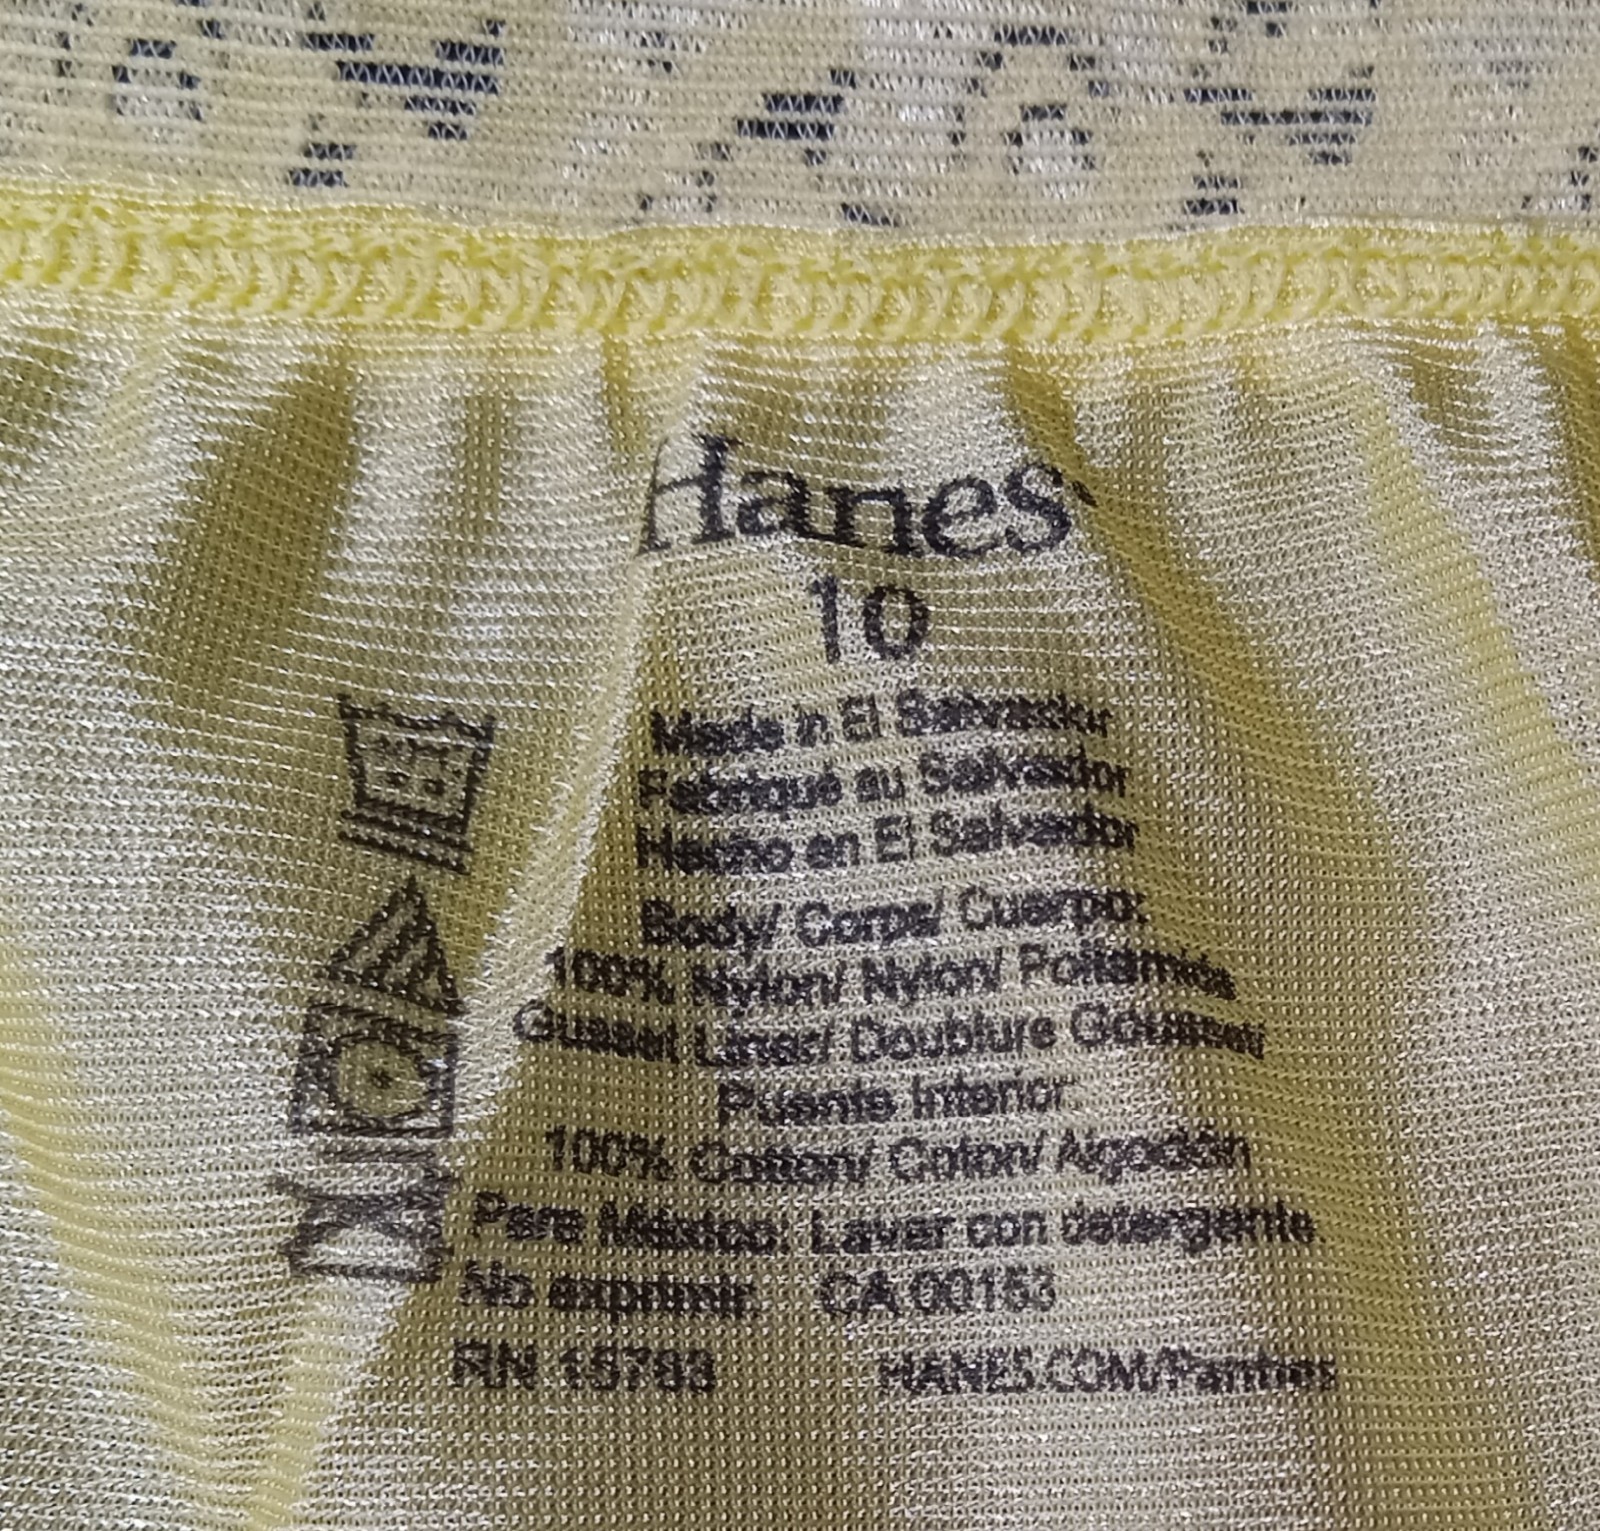 Hanes
10
Made in El Salvador
Fabriqué au Salvador
Hecho en El Salvador
Body/ Corps/ Cuerpo:
100% Nylon/ Nylon/ Poliamida
Gusset Liner/ Doublure Gousset/
Puente Interior:
100% Cotton/ Coton/ Algodón
Para México: Lavar con detergente
No exprimir. CA 00153
RN 15763 HANES.COM/Panties